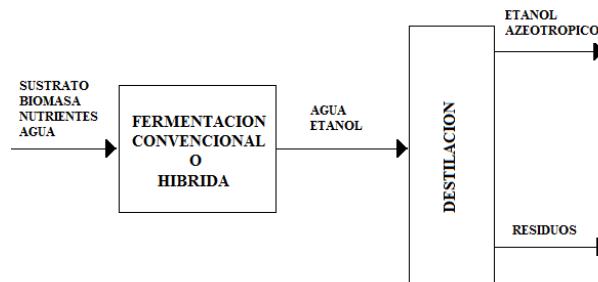 SUSTRATO
BIOMASA
NUTRIENTES
AGUA
FERMENTACION
CONVENCIONAL
O
HIBRIDA
AGUA
ETANOL
DESTILACION
ETANOL
AZEOTROPICO
RESIDUOS